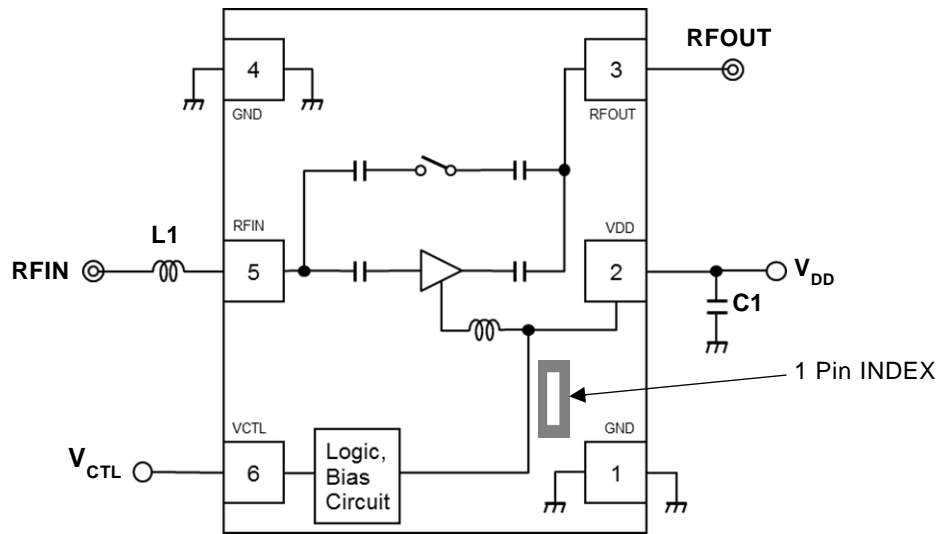 RFOUT
4
3
GND
RFOUT
RFIN
VDD
L1
RFIN
5
2
VDD
C1
1 Pin INDEX
VCTL
GND
VCTL
6
Logic,
Bias
Circuit
1